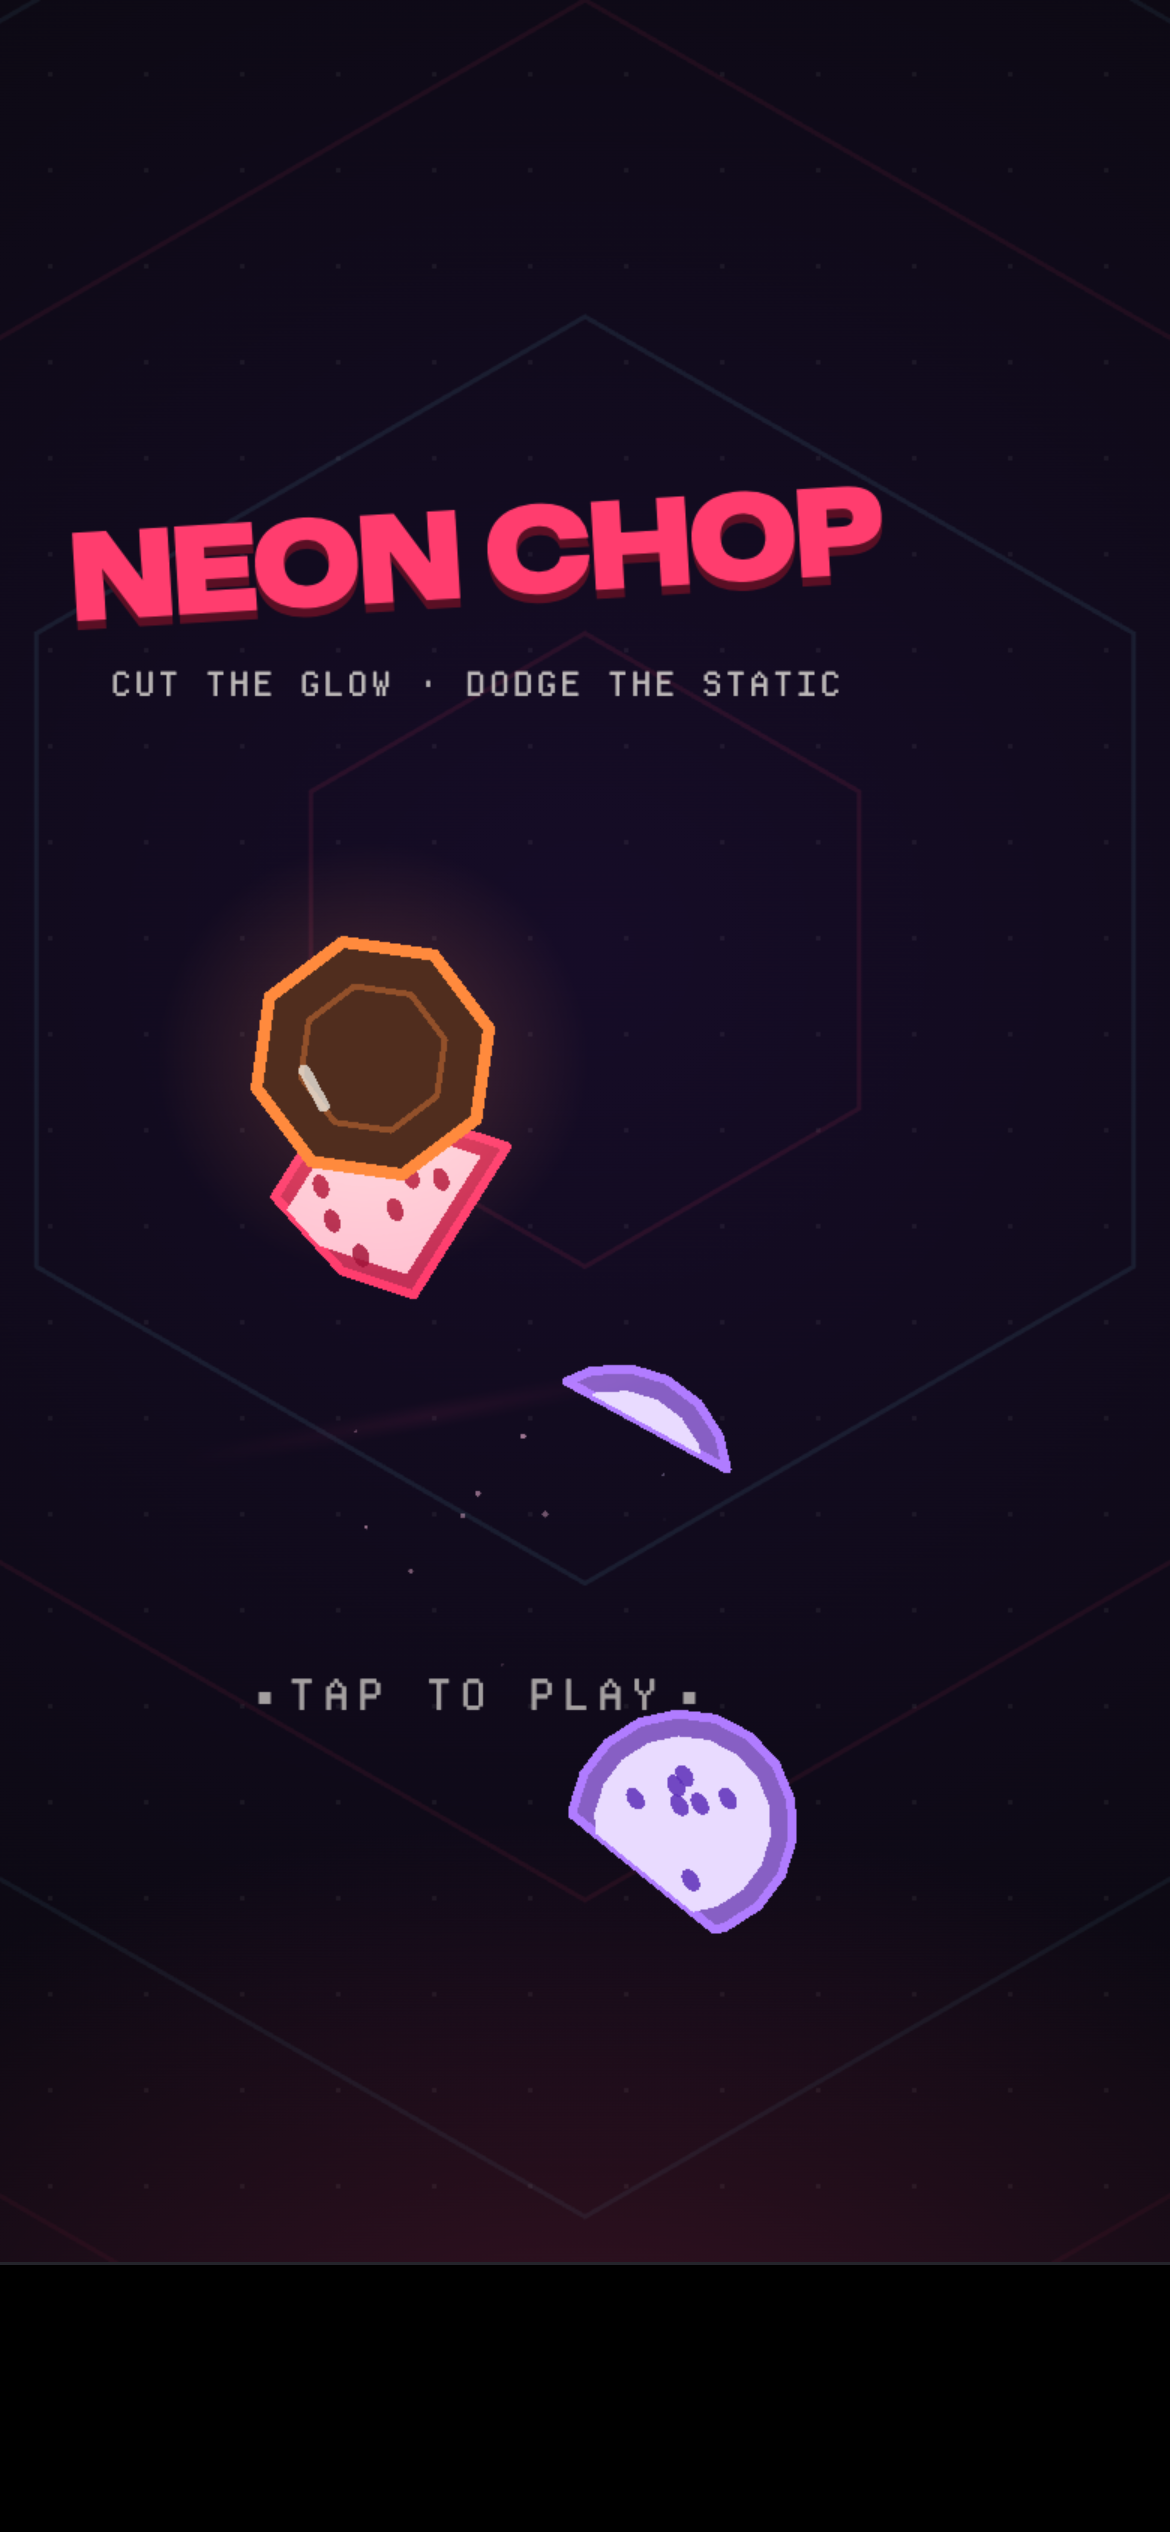 NEON CHOP
CUT THE GLOW · DODGE THE STATIC
▪ TAP TO PLAY ▪